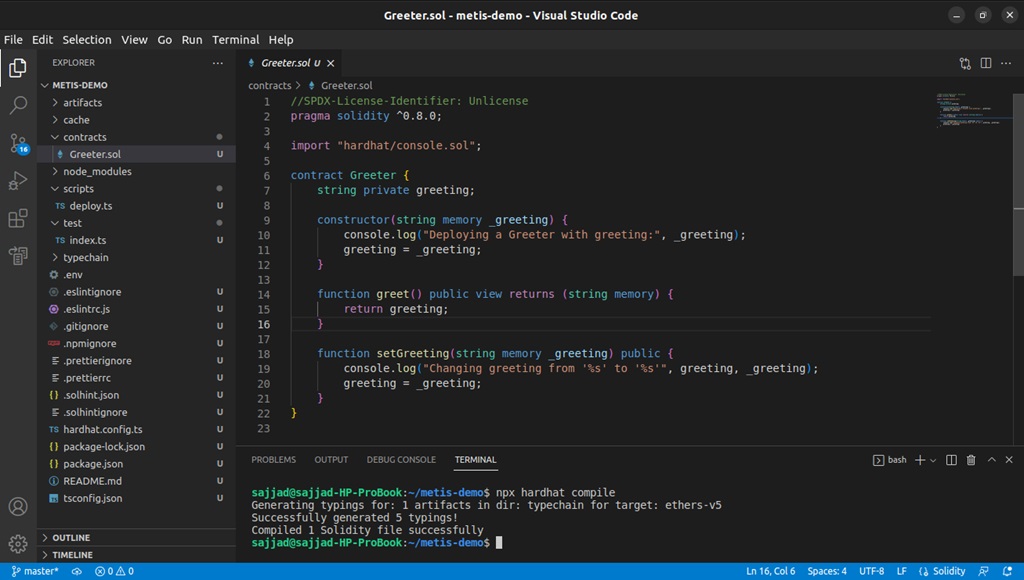 Greeter.sol - metis-demo - Visual Studio Code
File Edit Selection View Go Run Terminal Help
EXPLORER
METIS-DEMO
artifacts
cache
contracts
Greeter.sol U
node_modules
scripts
TS deploy.ts U
test
TS index.ts U
typechain
.env
.eslintignore U
.eslintrc.js U
.gitignore U
.npmignore U
.prettierignore U
.prettierrc U
{} .solhint.json U
.solhintignore U
TS hardhat.config.ts U
{} package-lock.json U
{} package.json U
README.md U
tsconfig.json U
OUTLINE
TIMELINE
16
Greeter.sol U
contracts > Greeter.sol
1 //SPDX-License-Identifier: Unlicense
2 pragma solidity ^0.8.0;
3
4 import "hardhat/console.sol";
5
6 contract Greeter {
7 string private greeting;
8
9 constructor(string memory _greeting) {
10 console.log("Deploying a Greeter with greeting:", _greeting);
11 greeting = _greeting;
12 }
13
14 function greet() public view returns (string memory) {
15 return greeting;
16 }
17
18 function setGreeting(string memory _greeting) public {
19 console.log("Changing greeting from '%s' to '%s'", greeting, _greeting);
20 greeting = _greeting;
21 }
22 }
23
PROBLEMS OUTPUT DEBUG CONSOLE TERMINAL
bash
sajjad@sajjad-HP-ProBook:~/metis-demo$ npx hardhat compile
Generating typings for: 1 artifacts in dir: typechain for target: ethers-v5
Successfully generated 5 typings!
Compiled 1 Solidity file successfully
sajjad@sajjad-HP-ProBook:~/metis-demo$
master* 0 0 Ln 16, Col 6 Spaces: 4 UTF-8 LF Solidity